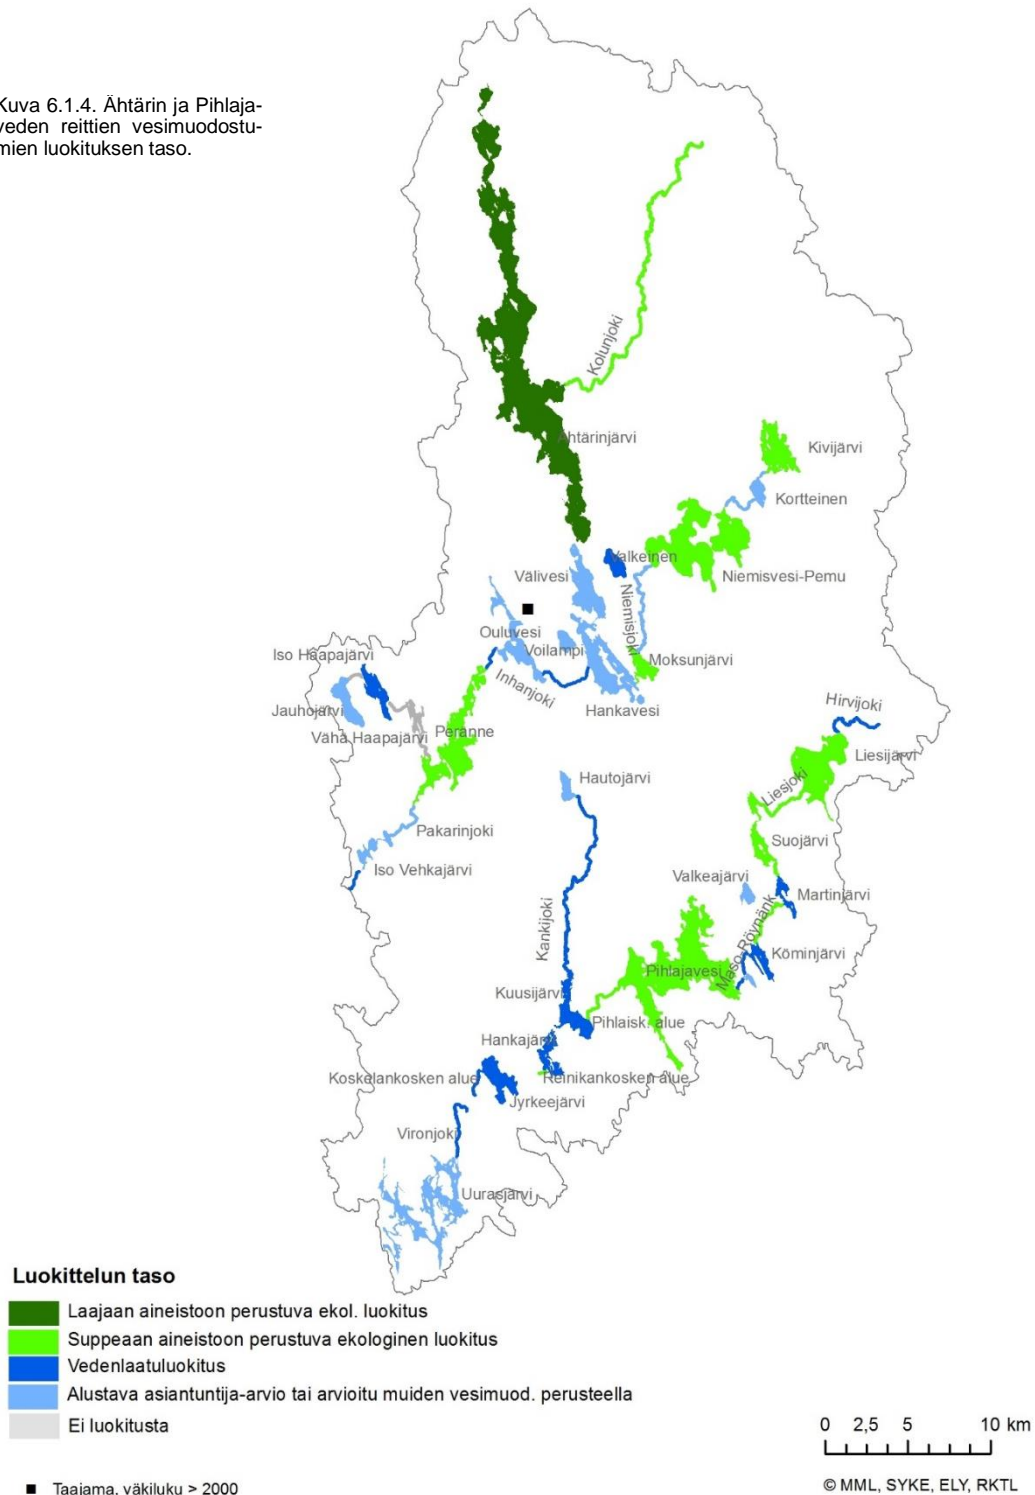 Kuva 6.1.4. Ähtärin ja Pihlaja-
veden reittien vesimuodostu-
mien luokituksen taso.
Kolunjoki
Ähtärinjärvi
Kivijärvi
Kortteinen
Valkeinen
Välivesi
Niemisvesi-Pemu
Niemisjoki
Ouluvesi
Voilampi
Iso Haapajärvi
Moksunjärvi
Inhanjoki
Hankavesi
Jauhojärvi
Hirvijoki
Vähä Haapajärvi
Peränne
Liesijärvi
Hautojärvi
Liesjoki
Pakarinjoki
Suojärvi
Iso Vehkajärvi
Valkeajärvi
Martinjärvi
Kankijoki
Maso-Röynänk
Köminjärvi
Pihlajavesi
Kuusijärvi
Pihlaisk. alue
Hankajärvi
Koskelankosken alue
Reinikankosken alue
Jyrkeejärvi
Vironjoki
Uurasjärvi
Luokittelun taso
Laajaan aineistoon perustuva ekol. luokitus
Suppeaan aineistoon perustuva ekologinen luokitus
Vedenlaatuluokitus
Alustava asiantuntija-arvio tai arvioitu muiden vesimuod. perusteella
Ei luokitusta
0 2,5 5 10 km
Taajama, väkiluku > 2000
© MML, SYKE, ELY, RKTL